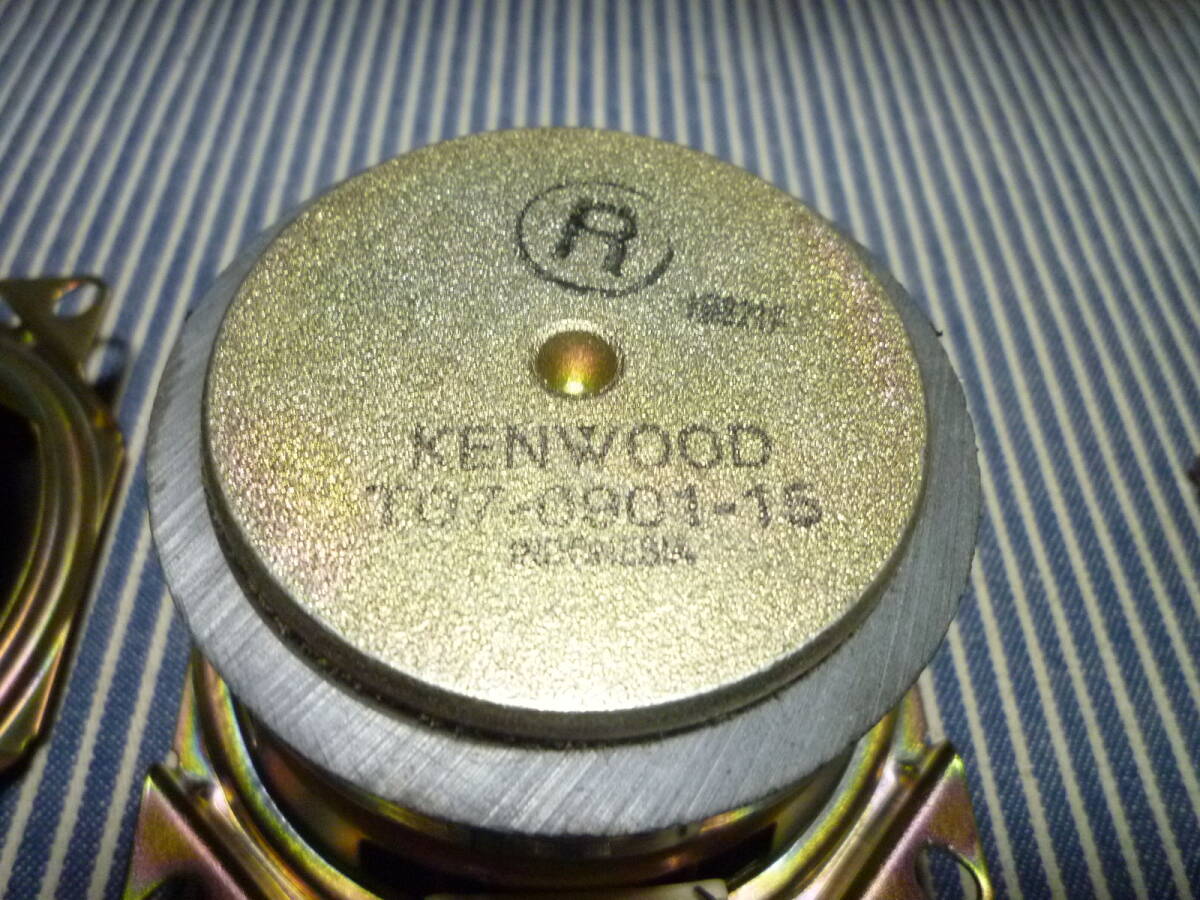 R
KENWOOD
T07-0901-15
INDONESIA